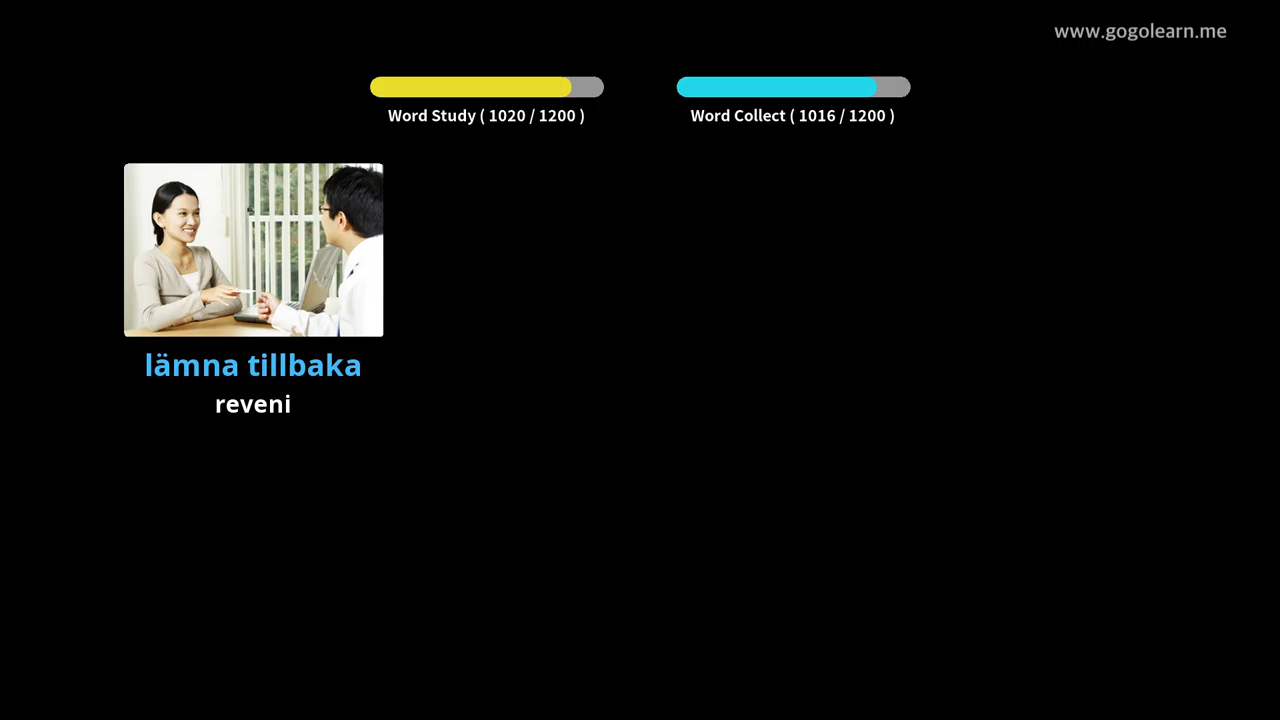 www.gogolearn.me
Word Study ( 1020 / 1200 )
Word Collect ( 1016 / 1200 )
lämna tillbaka
reveni